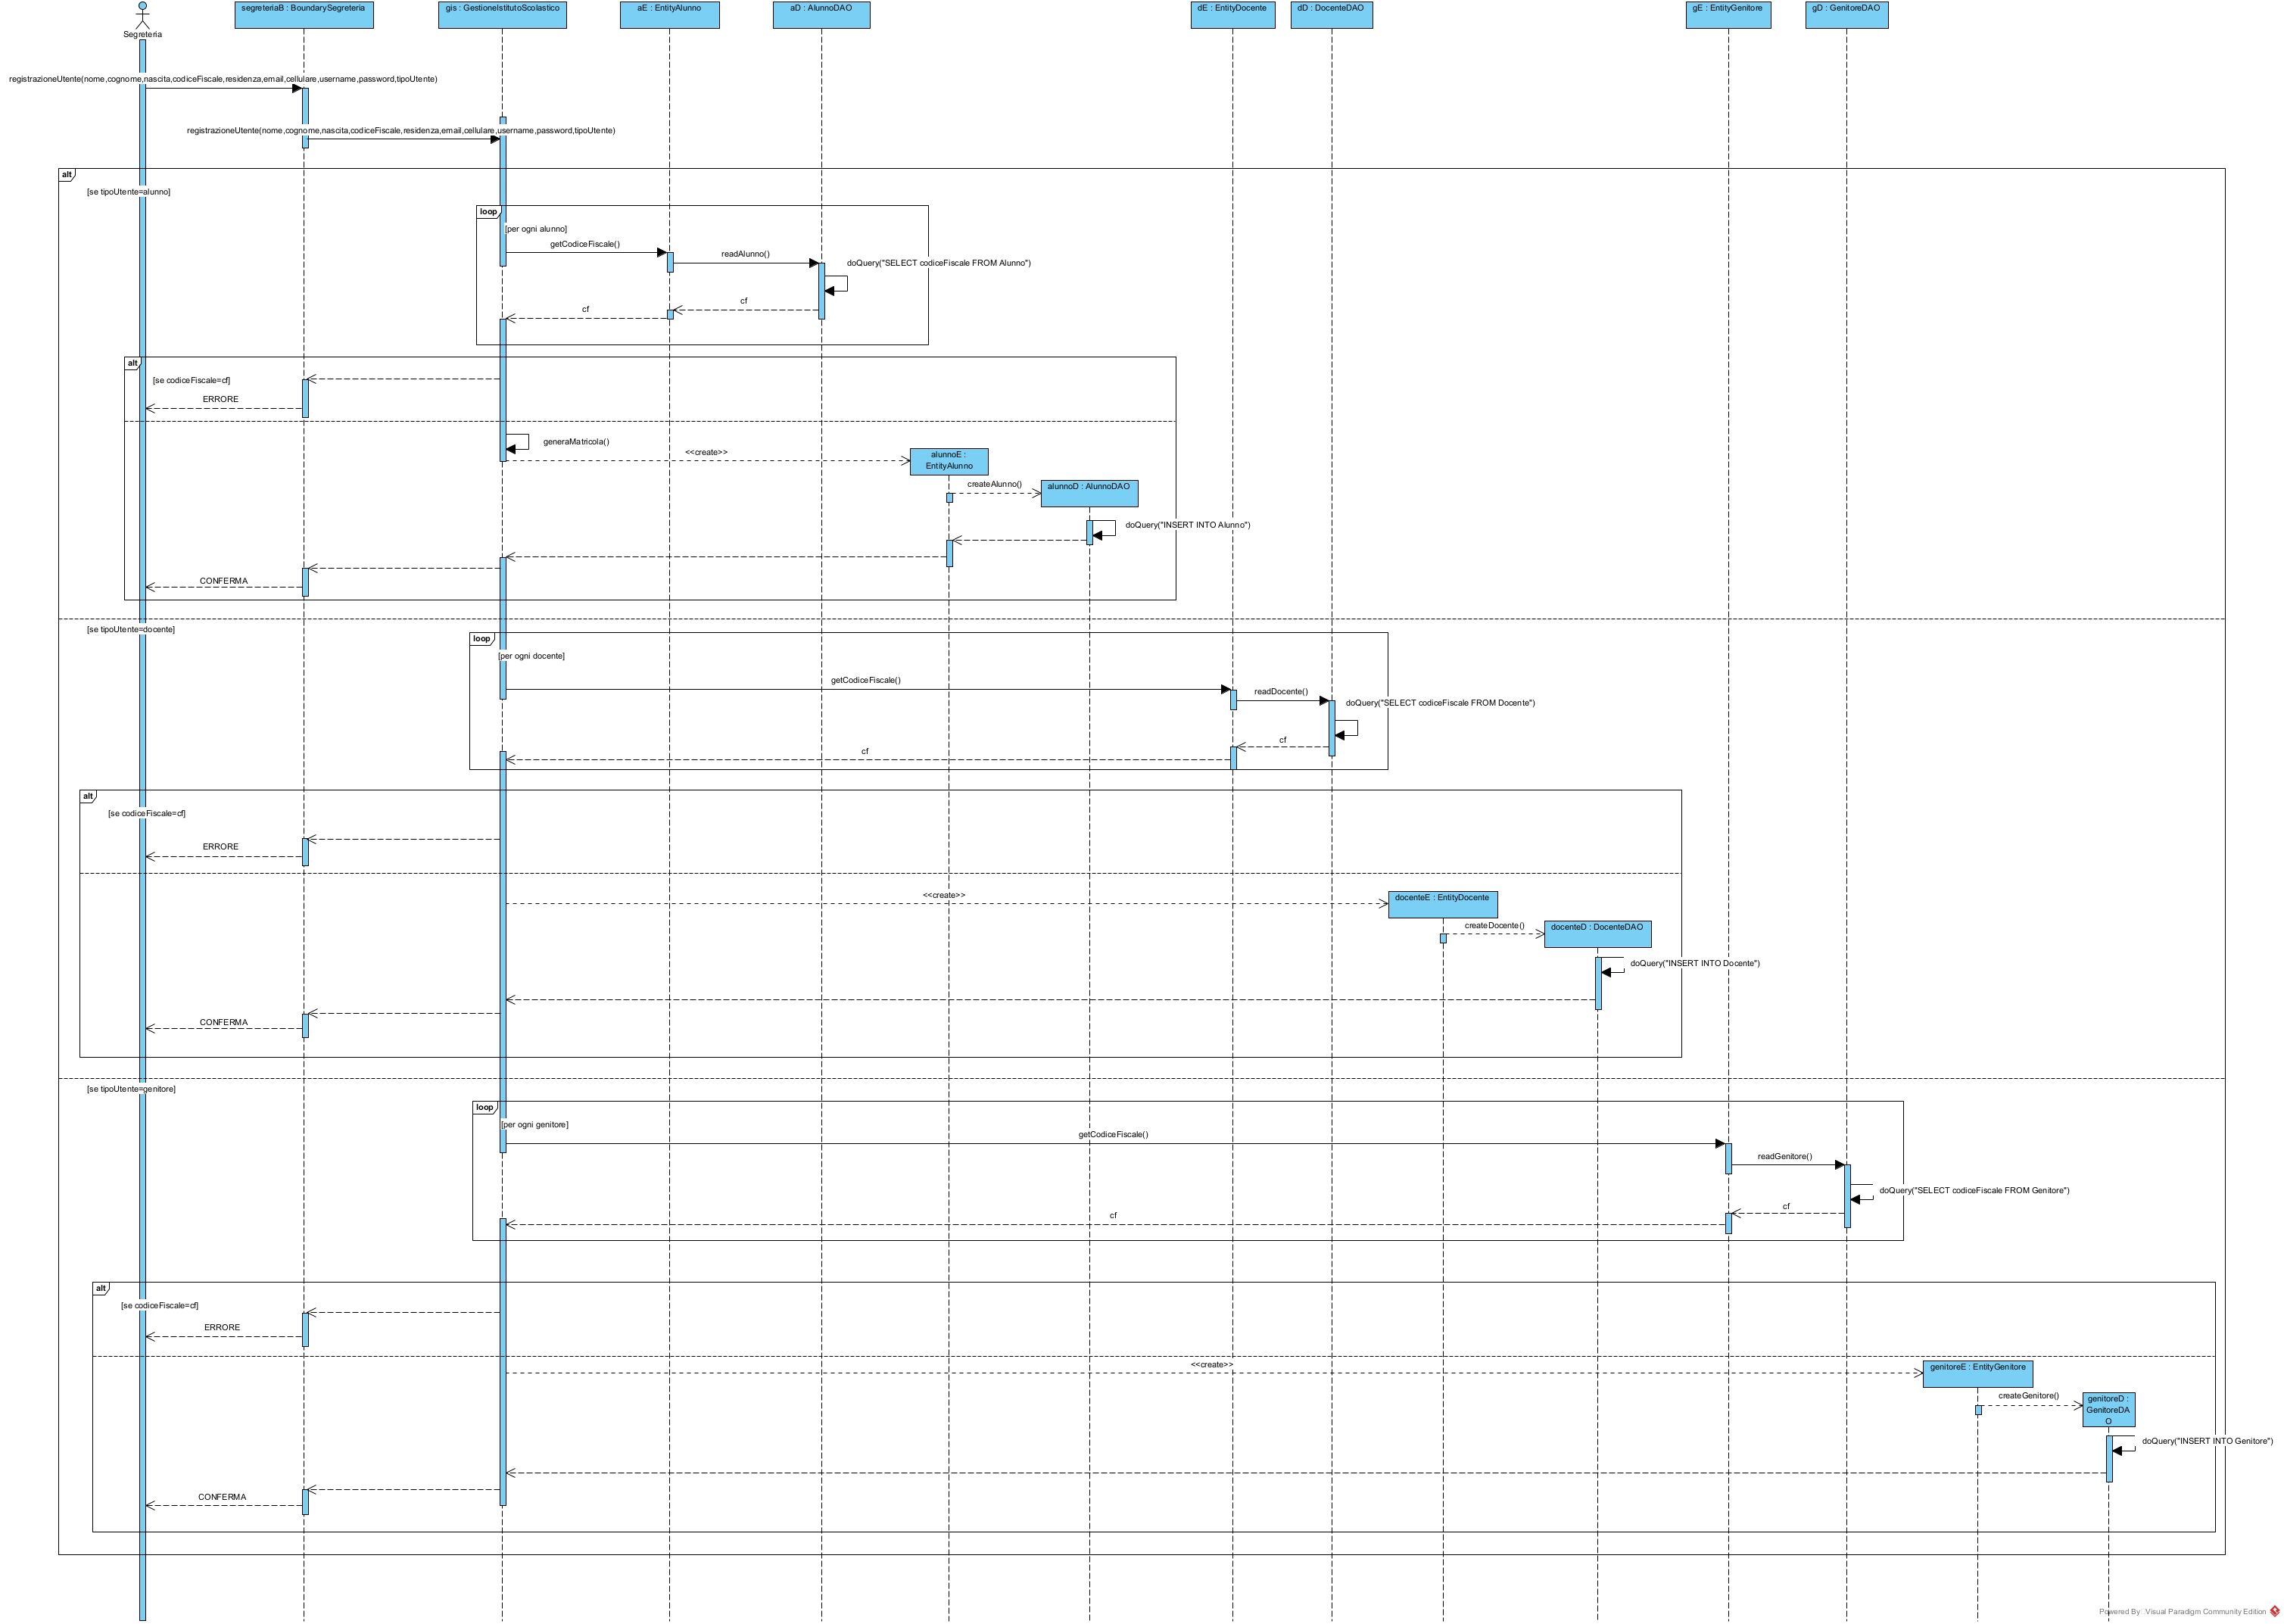 segreteriaB : BoundarySegreteria
gis : GestioneIstitutoScolastico
aE : EntityAlunno
aD : AlunnoDAO
dE : EntityDocente
dD : DocenteDAO
gE : EntityGenitore
gD : GenitoreDAO
Segreteria
registrazioneUtente(nome,cognome,nascita,codiceFiscale,residenza,email,cellulare,username,password,tipoUtente)
registrazioneUtente(nome,cognome,nascita,codiceFiscale,residenza,email,cellulare,username,password,tipoUtente)
alt
[se tipoUtente=alunno]
loop
[per ogni alunno]
getCodiceFiscale()
readAlunno()
doQuery("SELECT codiceFiscale FROM Alunno")
cf
cf
alt
[se codiceFiscale=cf]
ERRORE
generaMatricola()
<<create>>
alunnoE :
EntityAlunno
createAlunno()
alunnoD : AlunnoDAO
doQuery("INSERT INTO Alunno")
CONFERMA
[se tipoUtente=docente]
loop
[per ogni docente]
getCodiceFiscale()
readDocente()
doQuery("SELECT codiceFiscale FROM Docente")
cf
cf
alt
[se codiceFiscale=cf]
ERRORE
<<create>>
docenteE : EntityDocente
createDocente()
docenteD : DocenteDAO
doQuery("INSERT INTO Docente")
CONFERMA
[se tipoUtente=genitore]
loop
[per ogni genitore]
getCodiceFiscale()
readGenitore()
doQuery("SELECT codiceFiscale FROM Genitore")
cf
cf
alt
[se codiceFiscale=cf]
ERRORE
<<create>>
genitoreE : EntityGenitore
createGenitore()
genitoreD :
GenitoreDA
O
doQuery("INSERT INTO Genitore")
CONFERMA
Powered By Visual Paradigm Community Edition